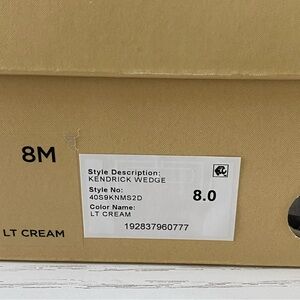 8M
LT CREAM
Style Description:
KENDRICK WEDGE
Style No:
40S9KNMS2D
8.0
Color Name:
LT CREAM
192837960777